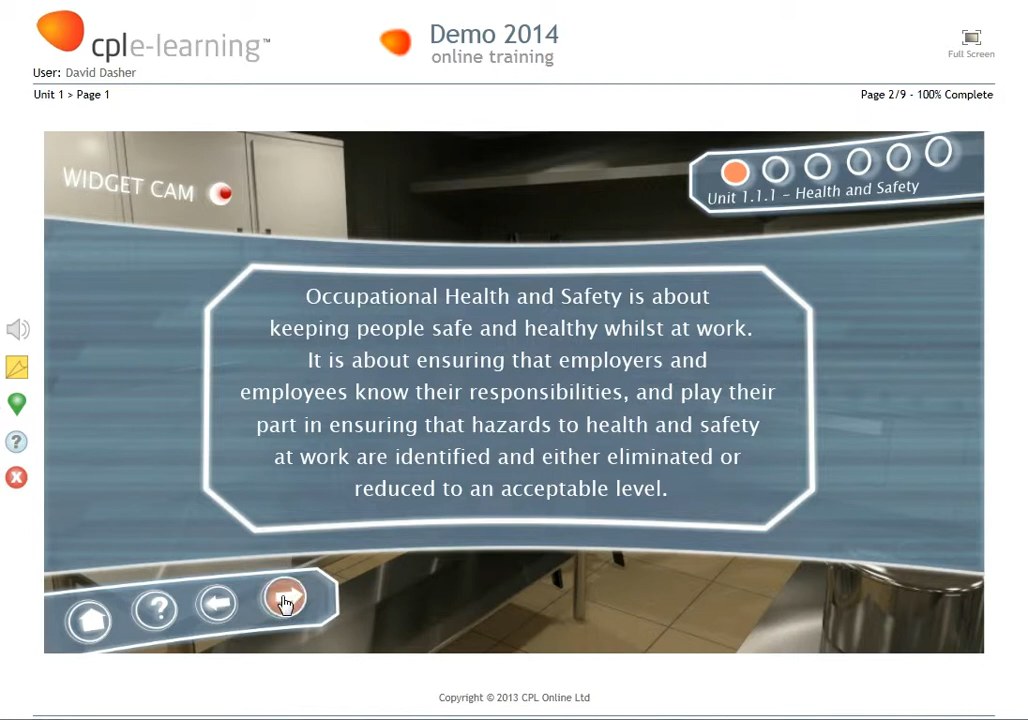 cpl e-learning™
Demo 2014
online training
Full Screen
User: David Dasher
Unit 1 > Page 1
Page 2/9 - 100% Complete
WIDGET CAM
Unit 1.1.1 - Health and Safety
Occupational Health and Safety is about
keeping people safe and healthy whilst at work.
It is about ensuring that employers and
employees know their responsibilities, and play their
part in ensuring that hazards to health and safety
at work are identified and either eliminated or
reduced to an acceptable level.
?
?
Copyright © 2013 CPL Online Ltd